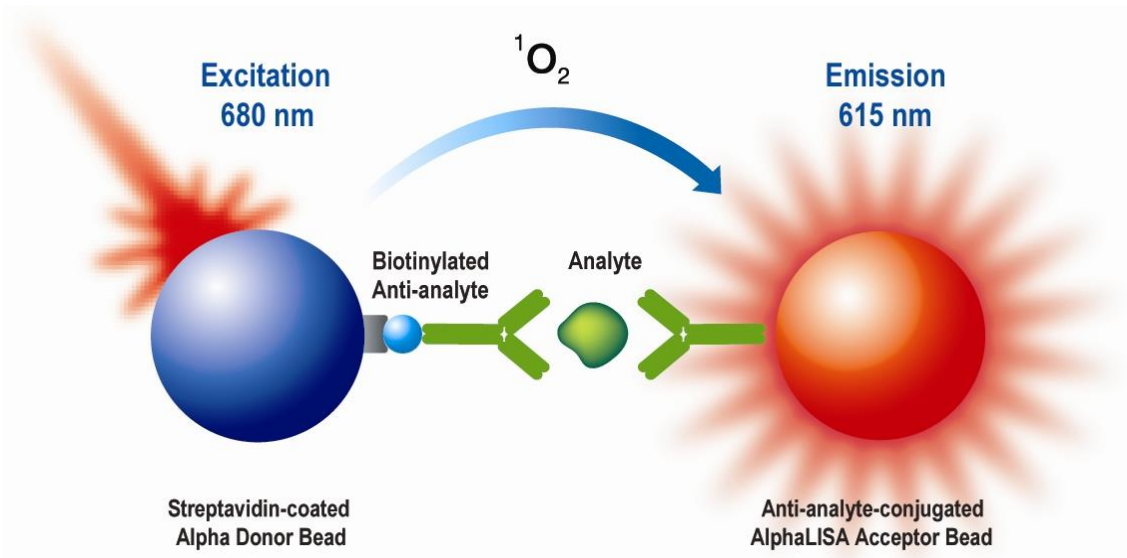 Excitation
680 nm
¹O₂
Emission
615 nm
Biotinylated
Anti-analyte
Analyte
Streptavidin-coated
Alpha Donor Bead
Anti-analyte-conjugated
AlphaLISA Acceptor Bead